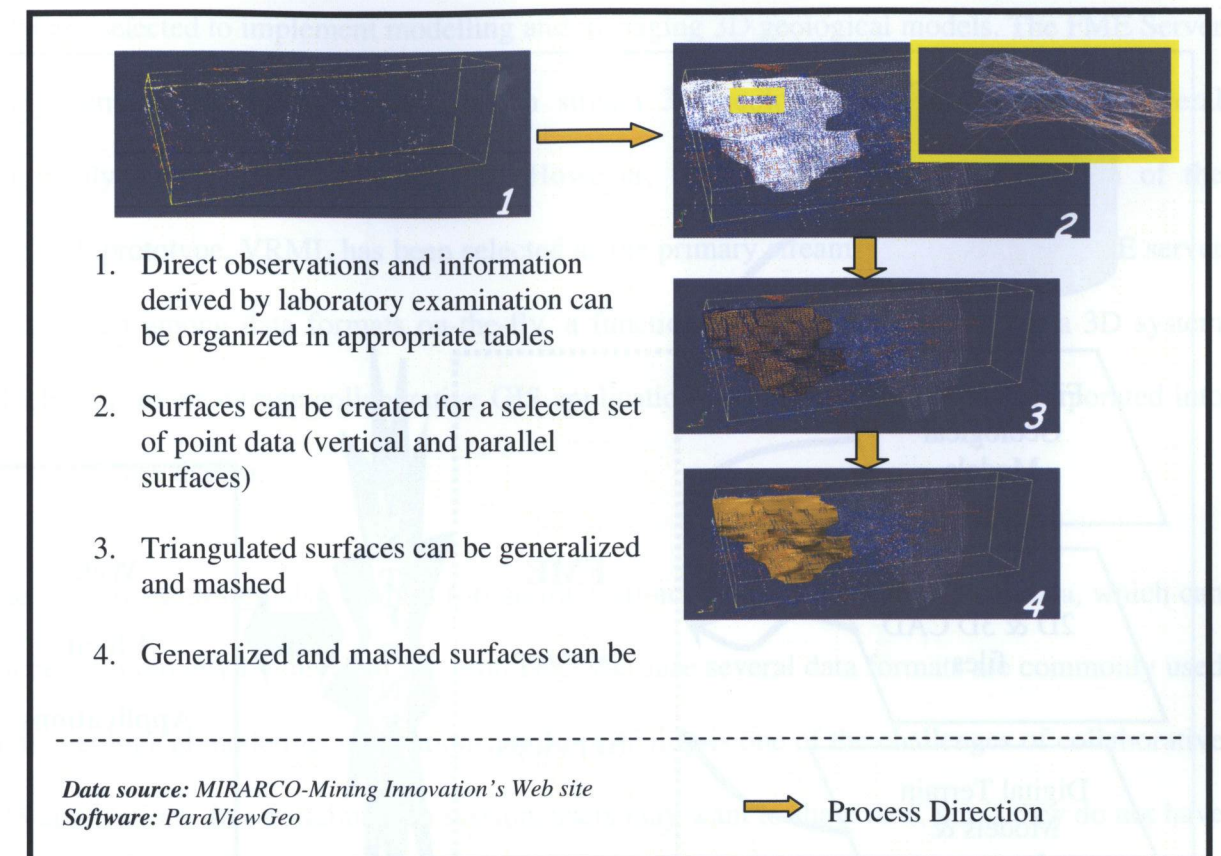 1
2
3
4
1. Direct observations and information
derived by laboratory examination can
be organized in appropriate tables
2. Surfaces can be created for a selected set
of point data (vertical and parallel
surfaces)
3. Triangulated surfaces can be generalized
and mashed
4. Generalized and mashed surfaces can be
Data source: MIRARCO-Mining Innovation's Web site
Software: ParaViewGeo
Process Direction